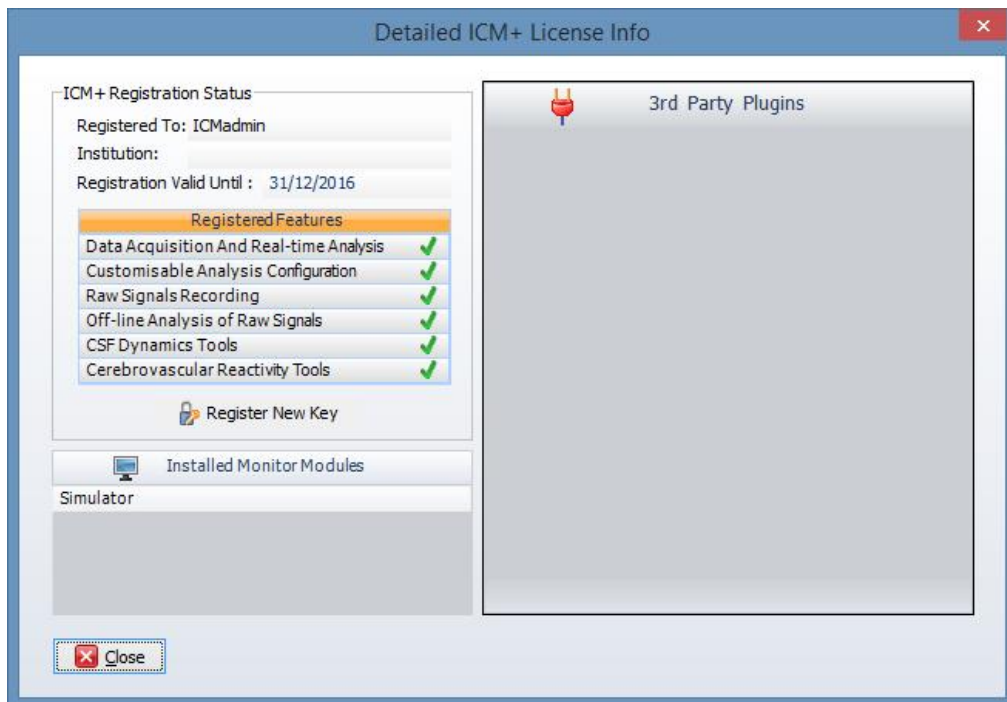 Detailed ICM+ License Info
ICM+ Registration Status
Registered To: ICMadmin
Institution:
Registration Valid Until : 31/12/2016
Registered Features
Data Acquisition And Real-time Analysis
Customisable Analysis Configuration
Raw Signals Recording
Off-line Analysis of Raw Signals
CSF Dynamics Tools
Cerebrovascular Reactivity Tools
Register New Key
Installed Monitor Modules
Simulator
3rd Party Plugins
Close